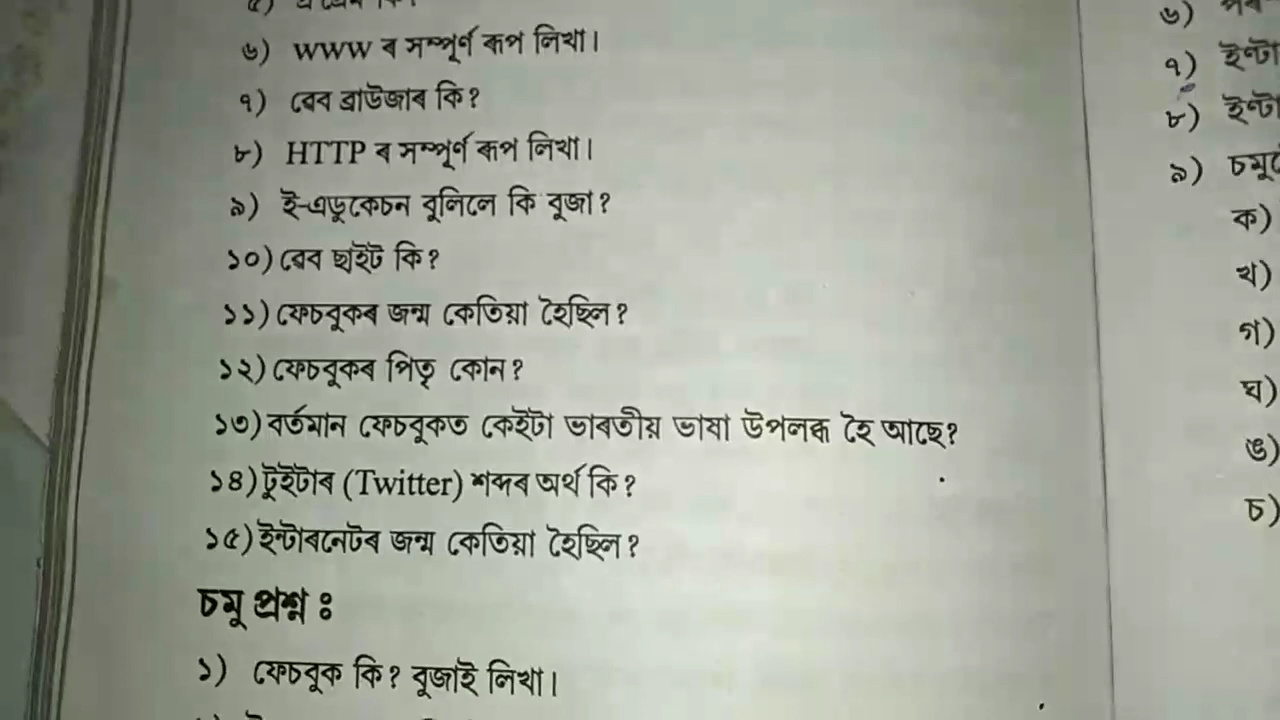 ৬) www ৰ সম্পূৰ্ণ ৰূপ লিখা।
৭) ৱেব ব্ৰাউজাৰ কি?
৮) HTTP ৰ সম্পূৰ্ণ ৰূপ লিখা।
৯) ই-এডুকেচন বুলিলে কি বুজা?
১০) ৱেব ছাইট কি?
১১) ফেচবুকৰ জন্ম কেতিয়া হৈছিল?
১২) ফেচবুকৰ পিতৃ কোন?
১৩) বৰ্তমান ফেচবুকত কেইটা ভাৰতীয় ভাষা উপলব্ধ হৈ আছে?
১৪) টুইটাৰ (Twitter) শব্দৰ অৰ্থ কি?
১৫) ইন্টাৰনেটৰ জন্ম কেতিয়া হৈছিল?
চমু প্ৰশ্ন ঃ
১) ফেচবুক কি? বুজাই লিখা।
৬)
৭) ইন্টা
৮) ইন্টা
৯)
ক)
খ)
গ)
ঘ)
ঙ)
চ)